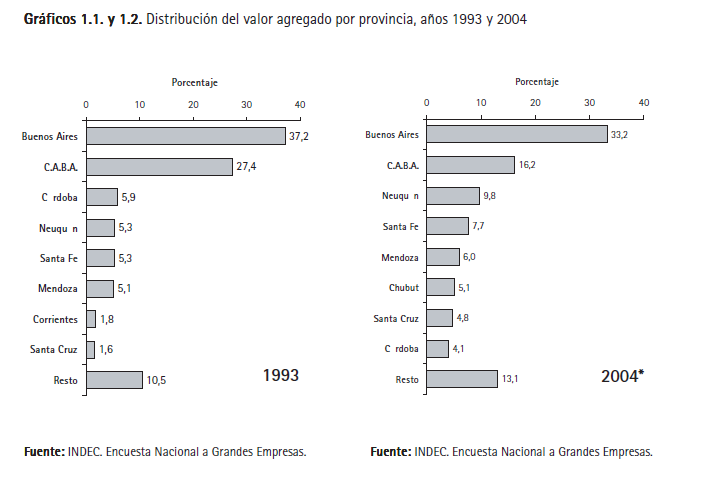 Gráficos 1.1. y 1.2. Distribución del valor agregado por provincia, años 1993 y 2004
Porcentaje
0 10 20 30 40
Buenos Aires 37,2
C.A.B.A. 27,4
C rdoba 5,9
Neuqu n 5,3
Santa Fe 5,3
Mendoza 5,1
Corrientes 1,8
Santa Cruz 1,6
Resto 10,5
1993
Fuente: INDEC. Encuesta Nacional a Grandes Empresas.
Porcentaje
0 10 20 30 40
Buenos Aires 33,2
C.A.B.A. 16,2
Neuqu n 9,8
Santa Fe 7,7
Mendoza 6,0
Chubut 5,1
Santa Cruz 4,8
C rdoba 4,1
Resto 13,1
2004*
Fuente: INDEC. Encuesta Nacional a Grandes Empresas.